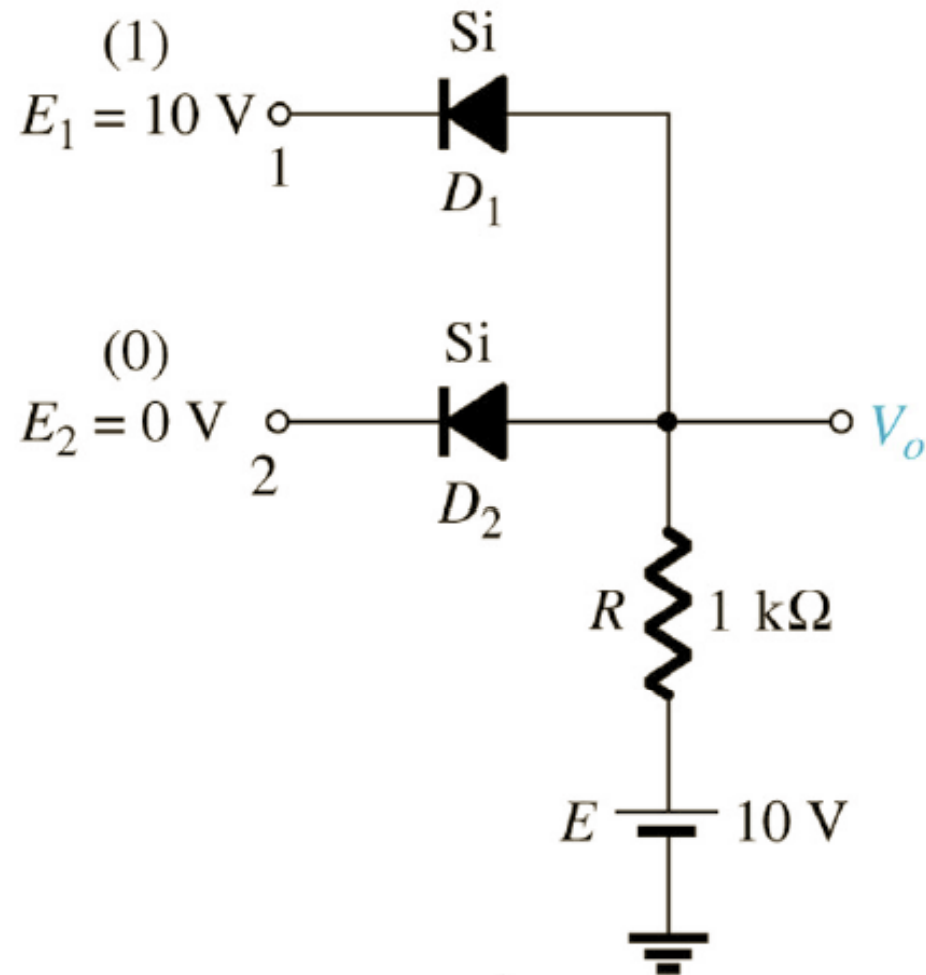 (1)
Si
E₁ = 10 V
1
D₁
(0)
Si
E₂ = 0 V
2
D₂
Vₒ
R
1 kΩ
E
10 V